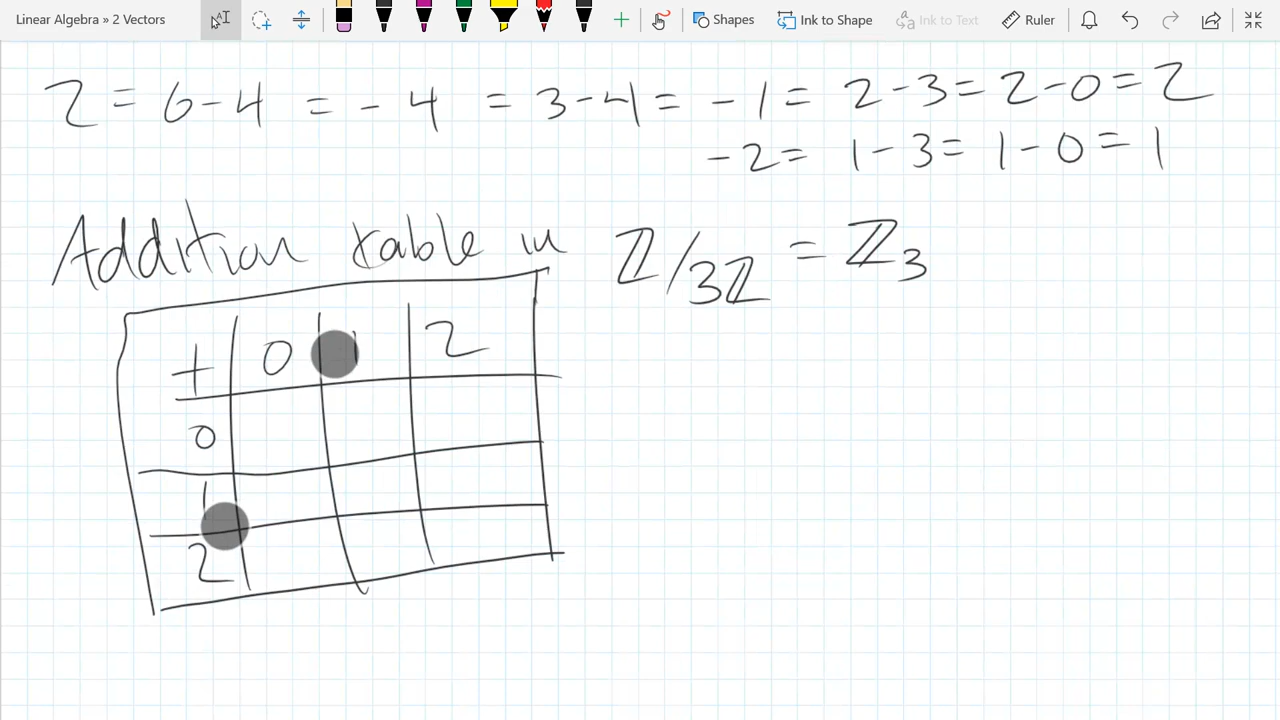 Linear Algebra » 2 Vectors
Shapes
Ink to Shape
Ink to Text
Ruler
2 = 6 - 4 = - 4 = 3 - 4 = - 1 = 2 - 3 = 2 - 0 = 2
- 2 = 1 - 3 = 1 - 0 = 1
Addition table in ℤ/3ℤ = ℤ₃
+ 0 1 2
0
1
2